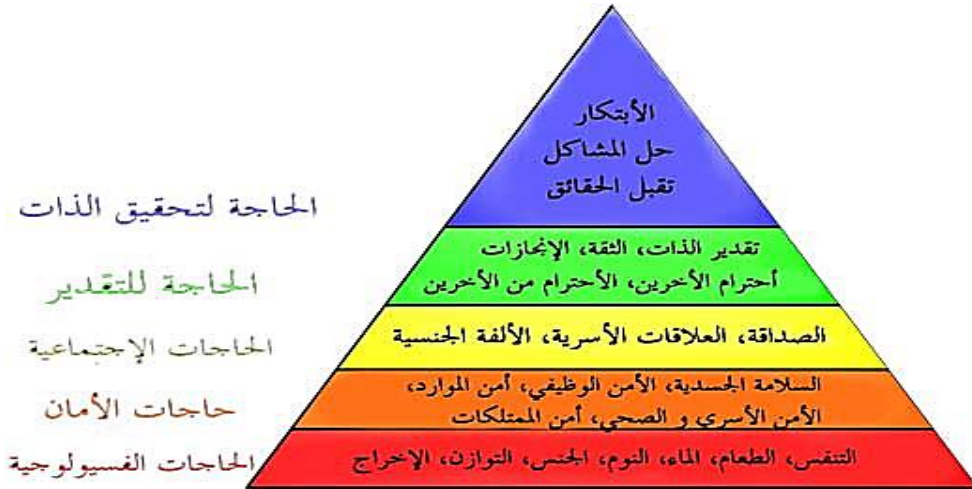 الأبتكار
حل المشاكل
تقبل الحقائق
الحاجة لتحقيق الذات
تقدير الذات، الثقة، الإنجازات
أحترام الأخرين، الأحترام من الأخرين
الحاجة للتقدير
الصداقة، العلاقات الأسرية، الألفة الجنسية
الحاجات الإجتماعية
السلامة الجسدية، الأمن الوظيفي، أمن الموارد،
الأمن الأسري و الصحي، أمن الممتلكات
حاجات الأمان
التنفس، الطعام، الماء، النوم، الجنس، التوازن، الإخراج
الحاجات الفسيولوجية